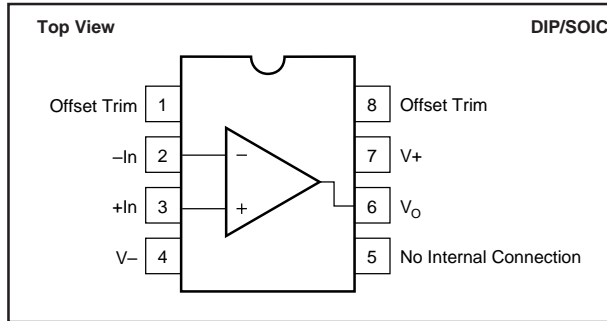 Top View DIP/SOIC
Offset Trim 1 8 Offset Trim
–In 2 – 7 V+
+In 3 + 6 VO
V– 4 5 No Internal Connection